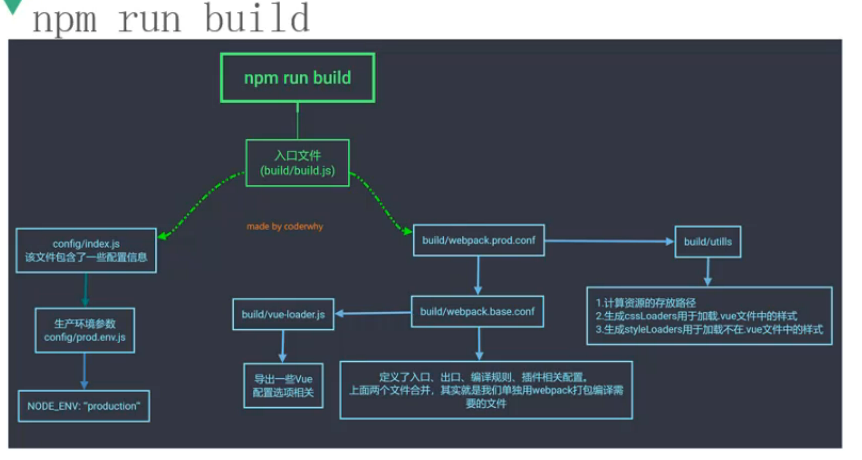 npm run build
npm run build
入口文件
(build/build.js)
made by coderwhy
config/index.js
该文件包含了一些配置信息
build/webpack.prod.conf
build/utills
生产环境参数
config/prod.env.js
build/vue-loader.js
build/webpack.base.conf
1.计算资源的存放路径
2.生成cssLoaders用于加载.vue文件中的样式
3.生成styleLoaders用于加载不在.vue文件中的样式
NODE_ENV: "production"
导出一些Vue
配置选项相关
定义了入口、出口、编译规则、插件相关配置。
上面两个文件合并，其实就是我们单独用webpack打包编译需
要的文件